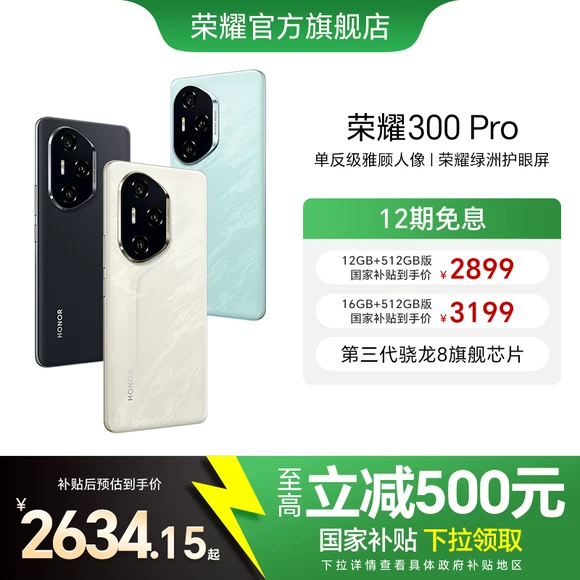 荣耀官方旗舰店
荣耀300 Pro
单反级雅顾人像 | 荣耀绿洲护眼屏
12期免息
12GB+512GB版
国家补贴到手价 ¥2899
16GB+512GB版
国家补贴到手价 ¥3199
第三代骁龙8旗舰芯片
HONOR
HONOR
补贴后预估到手价
¥2634.15起
至高
立减500元
国家补贴 下拉领取
下拉详情查看具体政府补贴地区